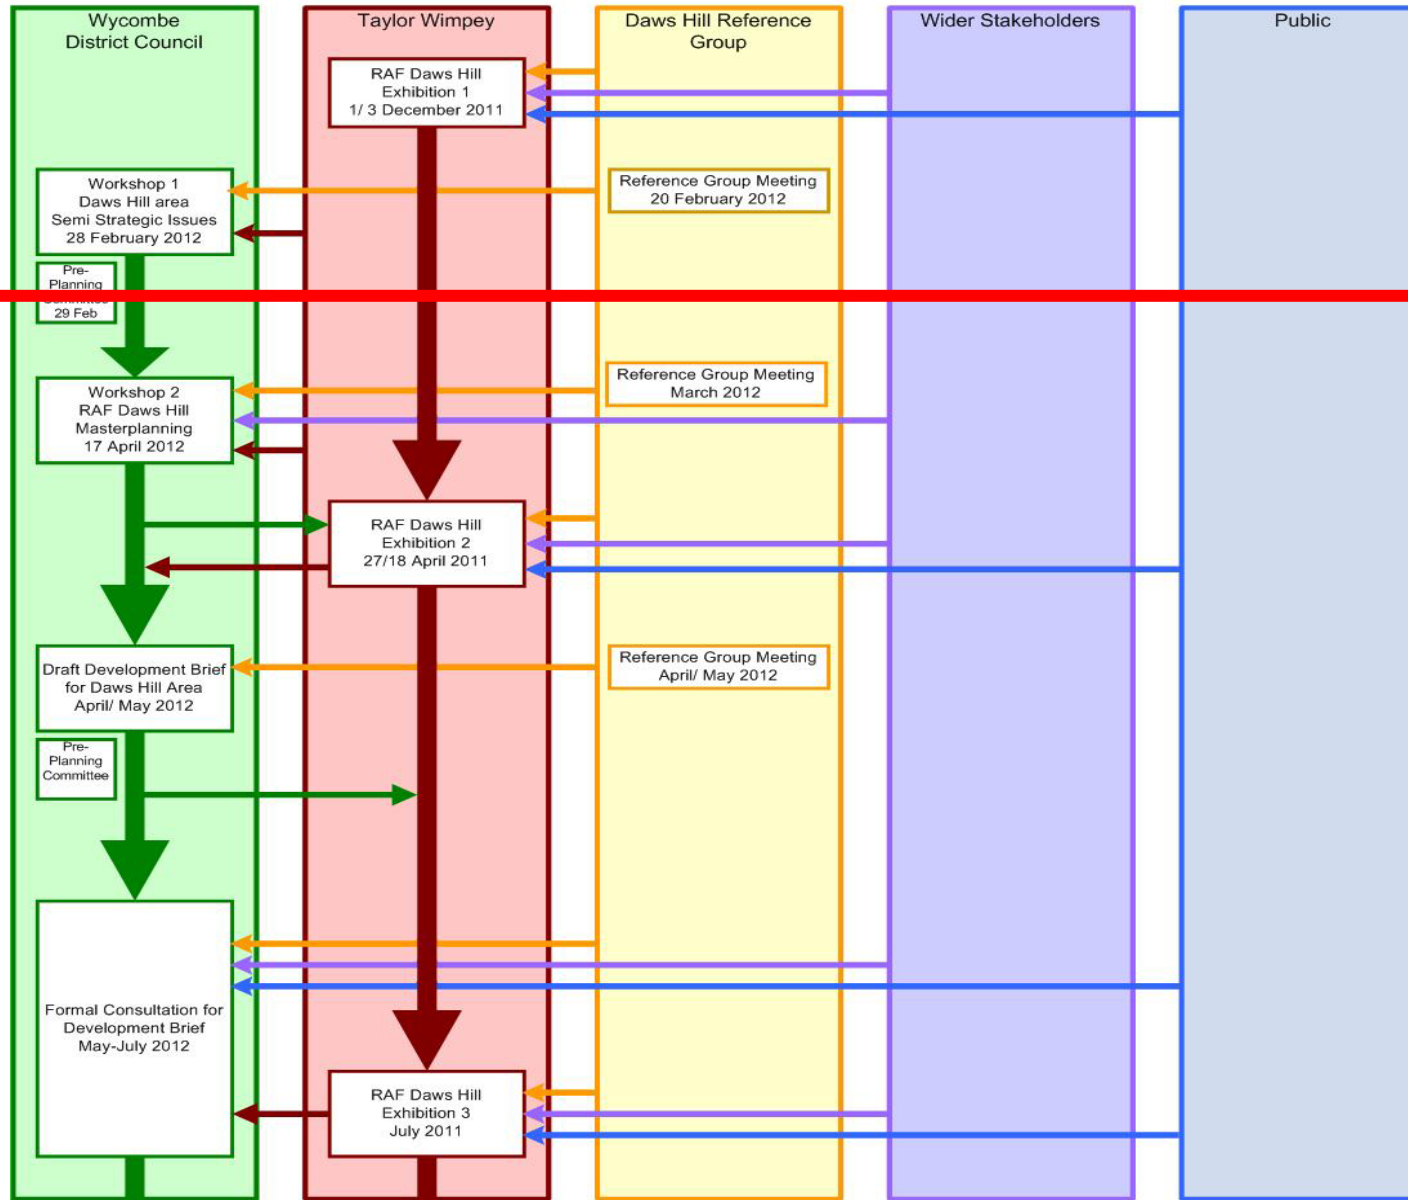 Wycombe
District Council
Taylor Wimpey
Daws Hill Reference
Group
Wider Stakeholders
Public
RAF Daws Hill
Exhibition 1
1/ 3 December 2011
Workshop 1
Daws Hill area
Semi Strategic Issues
28 February 2012
Reference Group Meeting
20 February 2012
Pre-
Planning
29 Feb
Workshop 2
RAF Daws Hill
Masterplanning
17 April 2012
Reference Group Meeting
March 2012
RAF Daws Hill
Exhibition 2
27/18 April 2011
Draft Development Brief
for Daws Hill Area
April/ May 2012
Reference Group Meeting
April/ May 2012
Pre-
Planning
Committee
Formal Consultation for
Development Brief
May-July 2012
RAF Daws Hill
Exhibition 3
July 2011